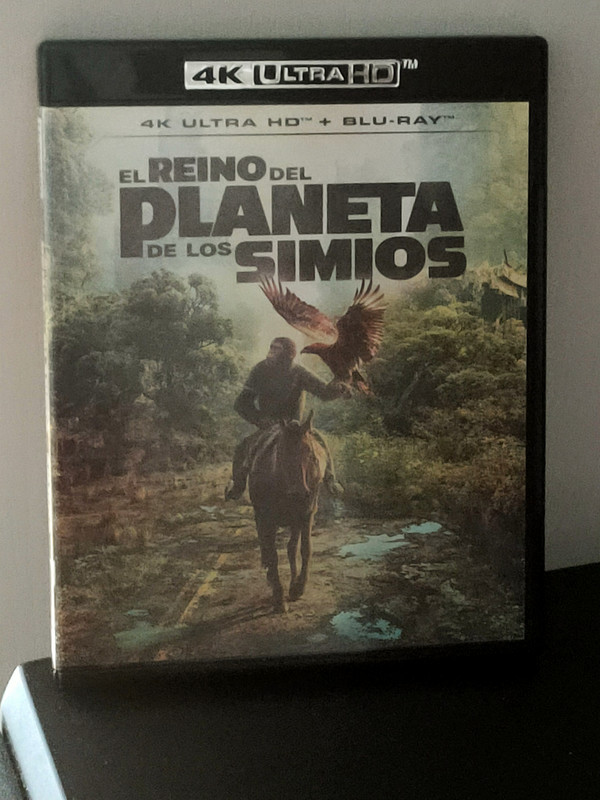 4K ULTRA HD™
4K ULTRA HD™ + BLU-RAY™
EL REINO DEL
PLANETA
DE LOS SIMIOS